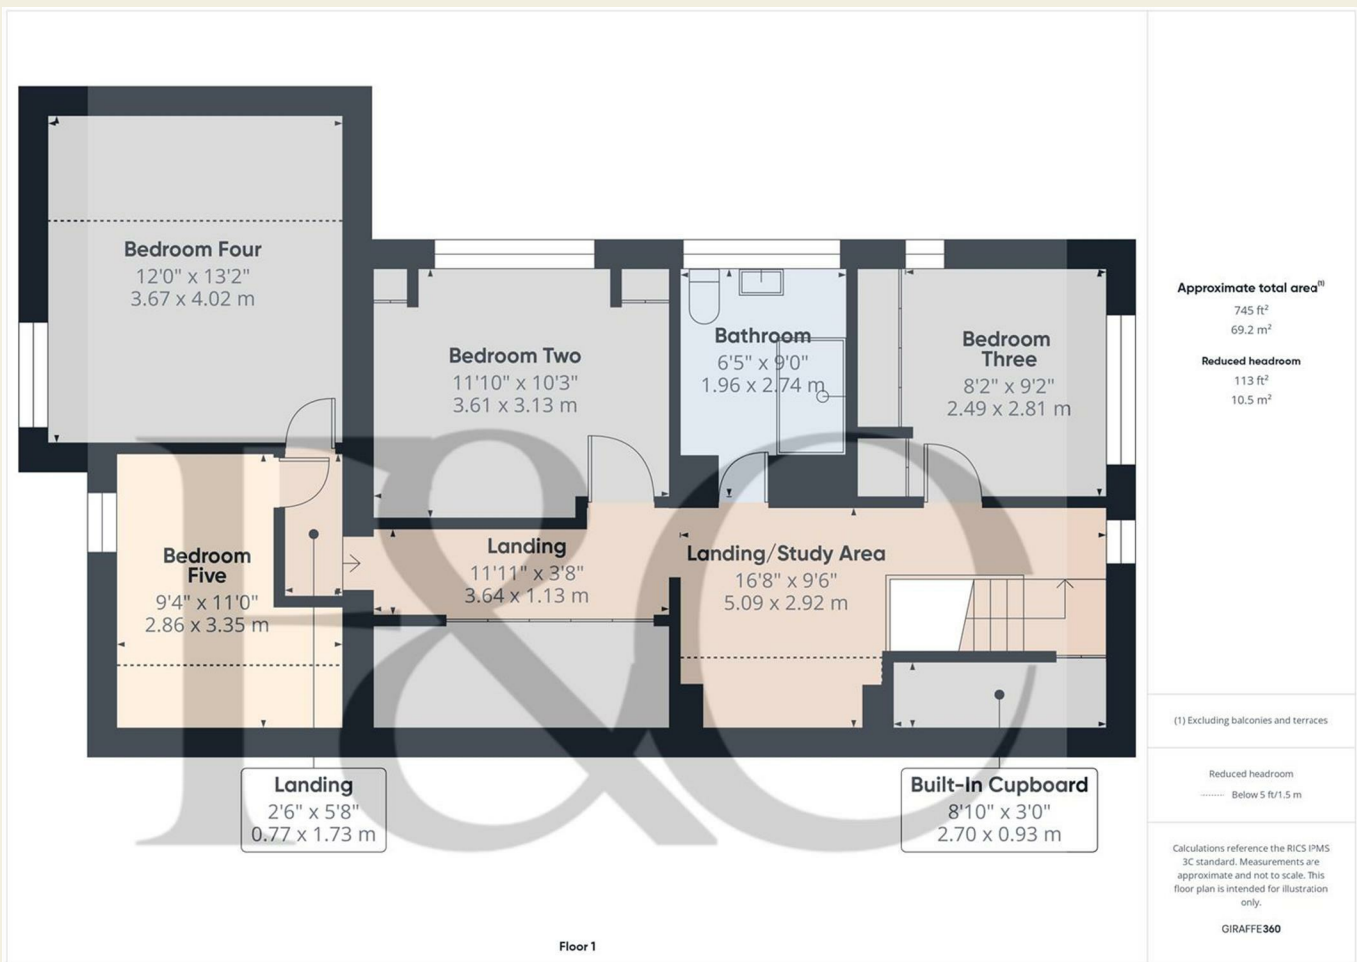 Bedroom Four
12'0" x 13'2"
3.67 x 4.02 m
Bedroom Two
11'10" x 10'3"
3.61 x 3.13 m
Bathroom
6'5" x 9'0"
1.96 x 2.74 m
Bedroom
Three
8'2" x 9'2"
2.49 x 2.81 m
Bedroom
Five
9'4" x 11'0"
2.86 x 3.35 m
Landing
11'11" x 3'8"
3.64 x 1.13 m
Landing/Study Area
16'8" x 9'6"
5.09 x 2.92 m
F&C
Landing
2'6" x 5'8"
0.77 x 1.73 m
Built-In Cupboard
8'10" x 3'0"
2.70 x 0.93 m
Floor 1
Approximate total area(1)
745 ft²
69.2 m²
Reduced headroom
113 ft²
10.5 m²
(1) Excluding balconies and terraces
Reduced headroom
Below 5 ft/1.5 m
Calculations reference the RICS IPMS
3C standard. Measurements are
approximate and not to scale. This
floor plan is intended for illustration
only.
GIRAFFE360